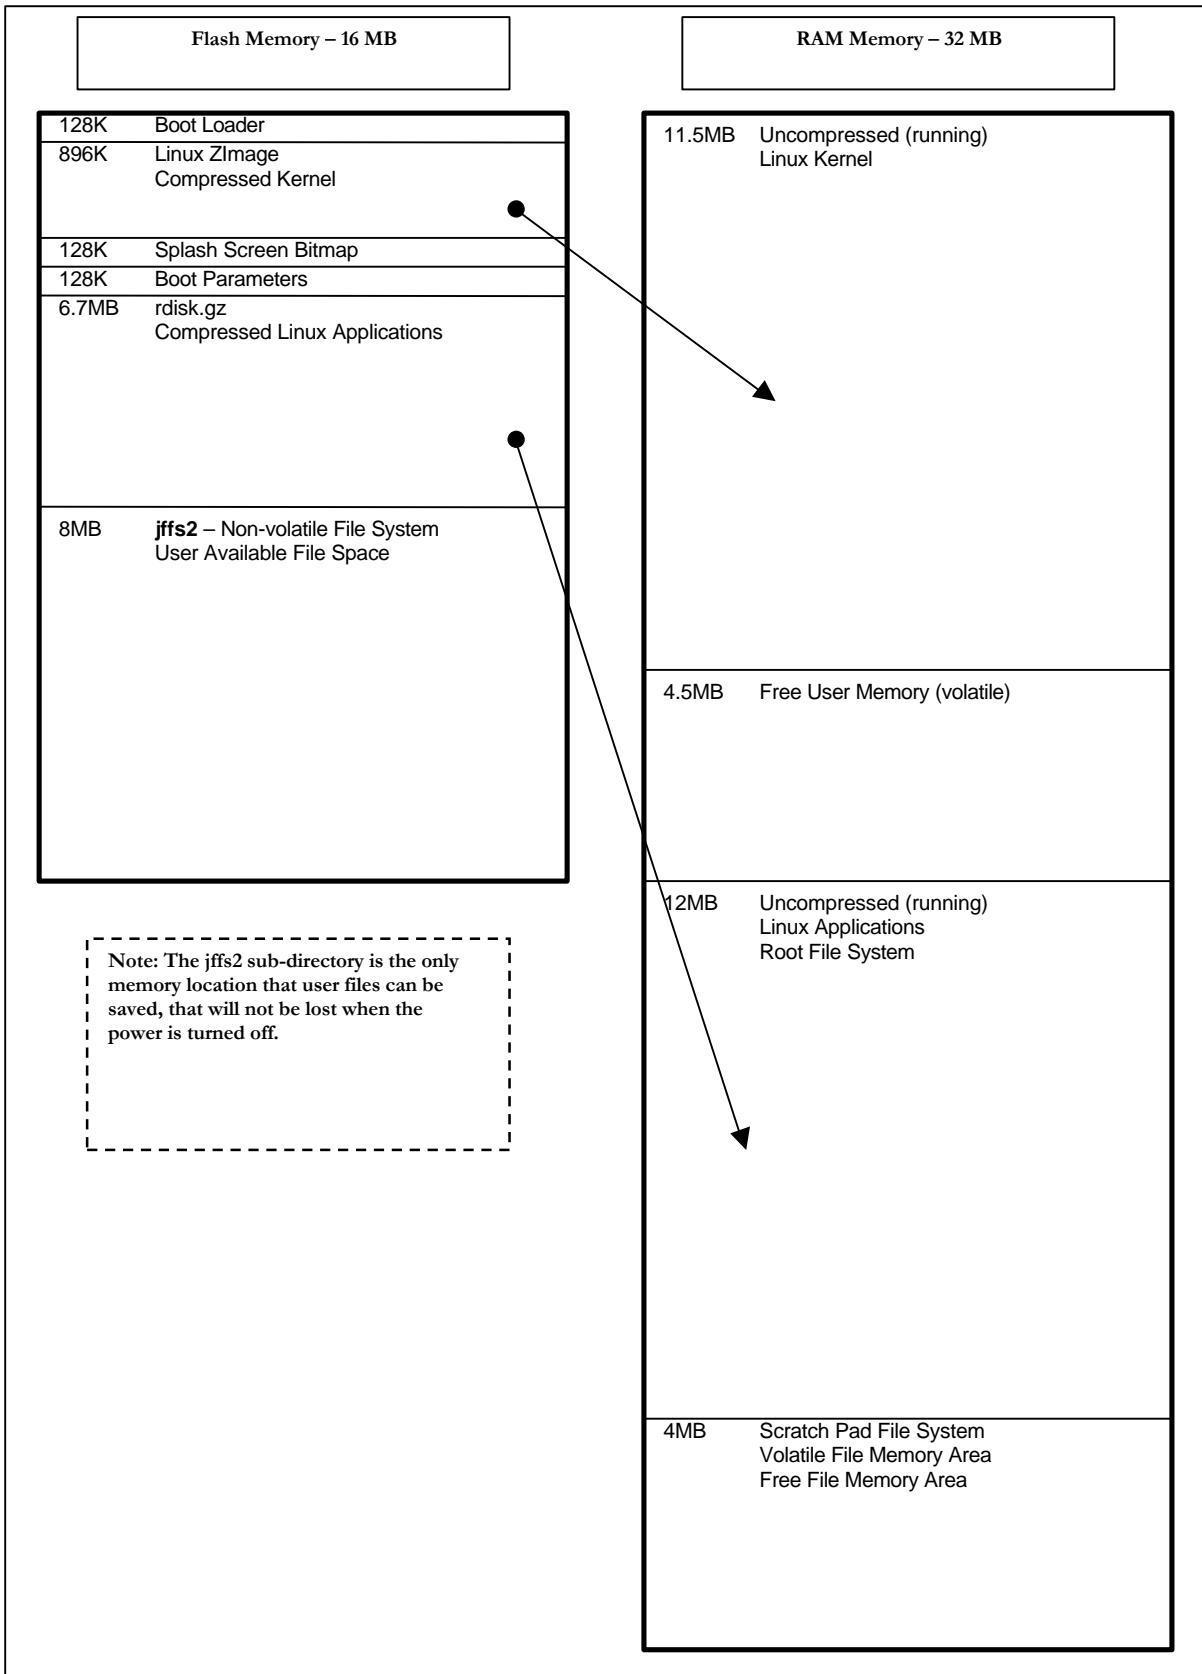 Flash Memory – 16 MB
128K Boot Loader
896K Linux ZImage
Compressed Kernel
128K Splash Screen Bitmap
128K Boot Parameters
6.7MB rdisk.gz
Compressed Linux Applications
8MB jffs2 – Non-volatile File System
User Available File Space
Note: The jffs2 sub-directory is the only
memory location that user files can be
saved, that will not be lost when the
power is turned off.
RAM Memory – 32 MB
11.5MB Uncompressed (running)
Linux Kernel
4.5MB Free User Memory (volatile)
12MB Uncompressed (running)
Linux Applications
Root File System
4MB Scratch Pad File System
Volatile File Memory Area
Free File Memory Area